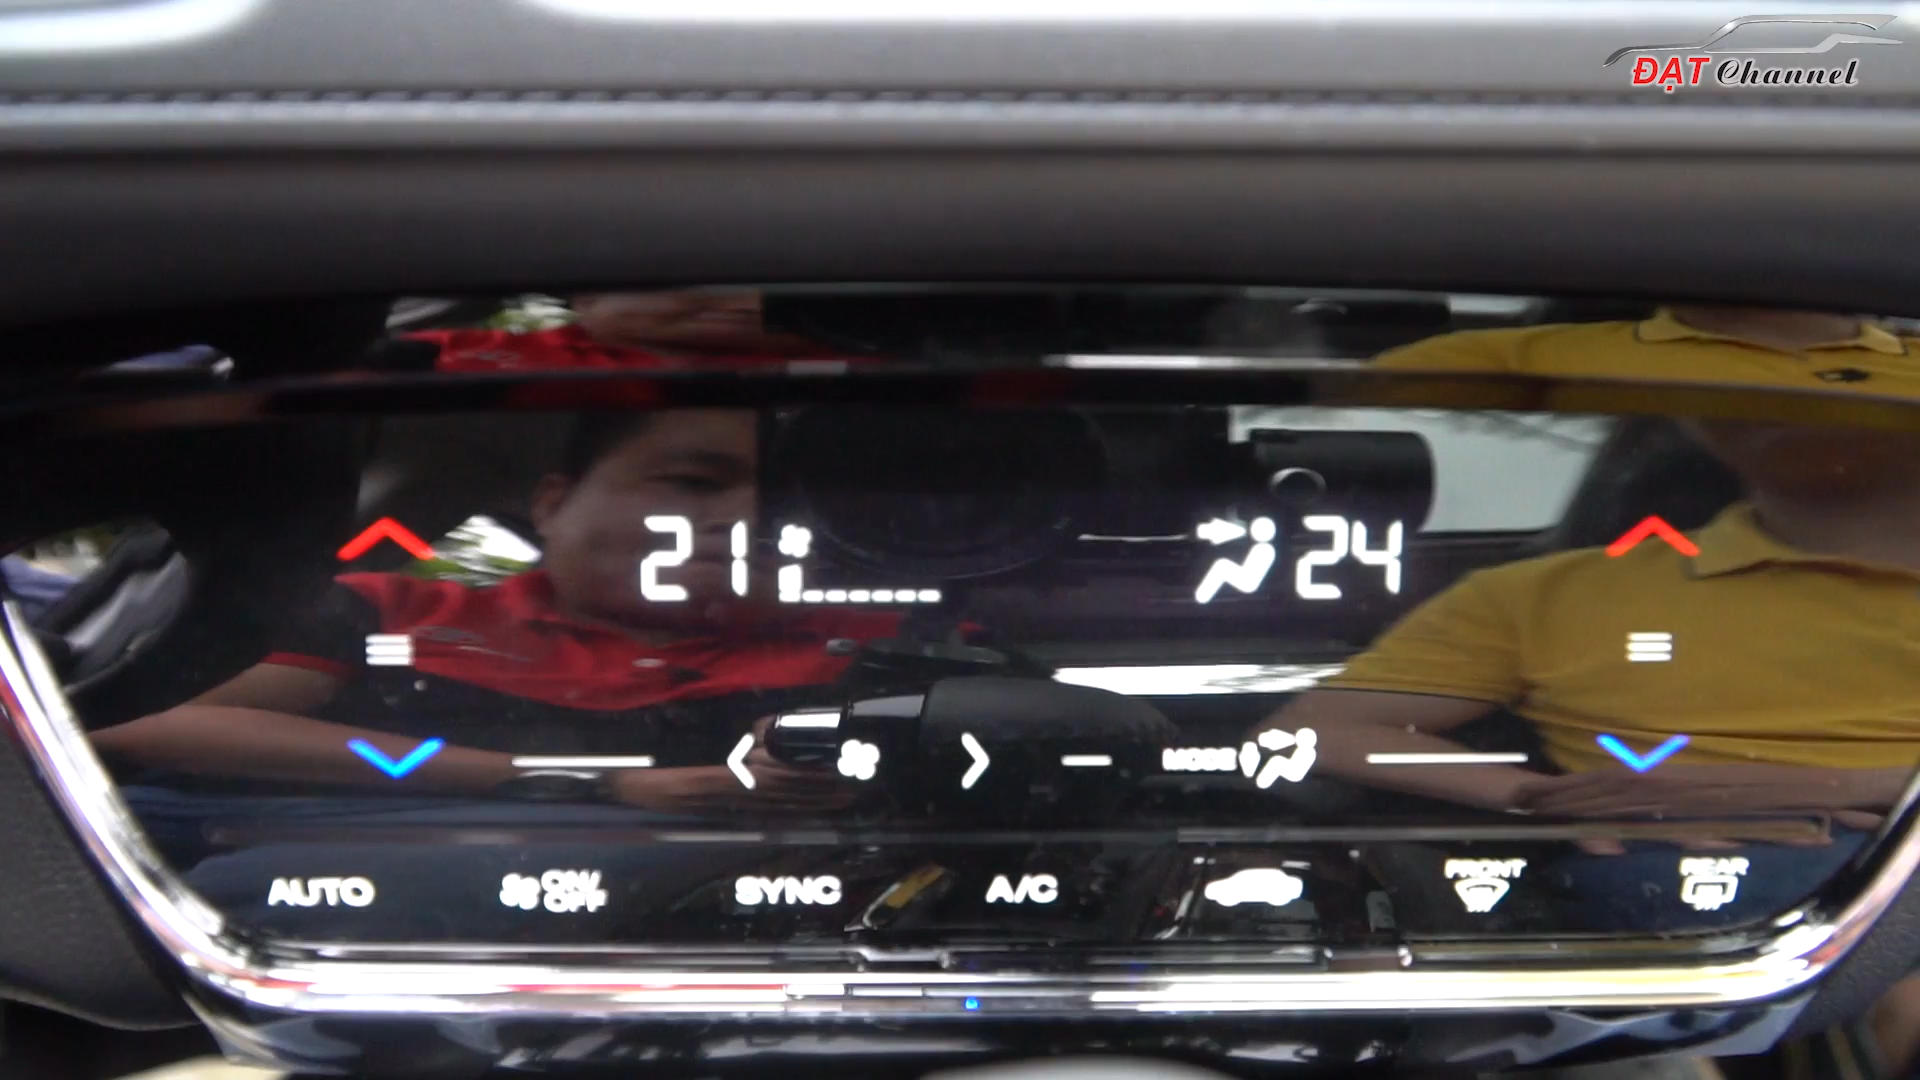 ĐẠT Channel
21
24
MODE
AUTO
ON/
OFF
SYNC
A/C
FRONT
REAR